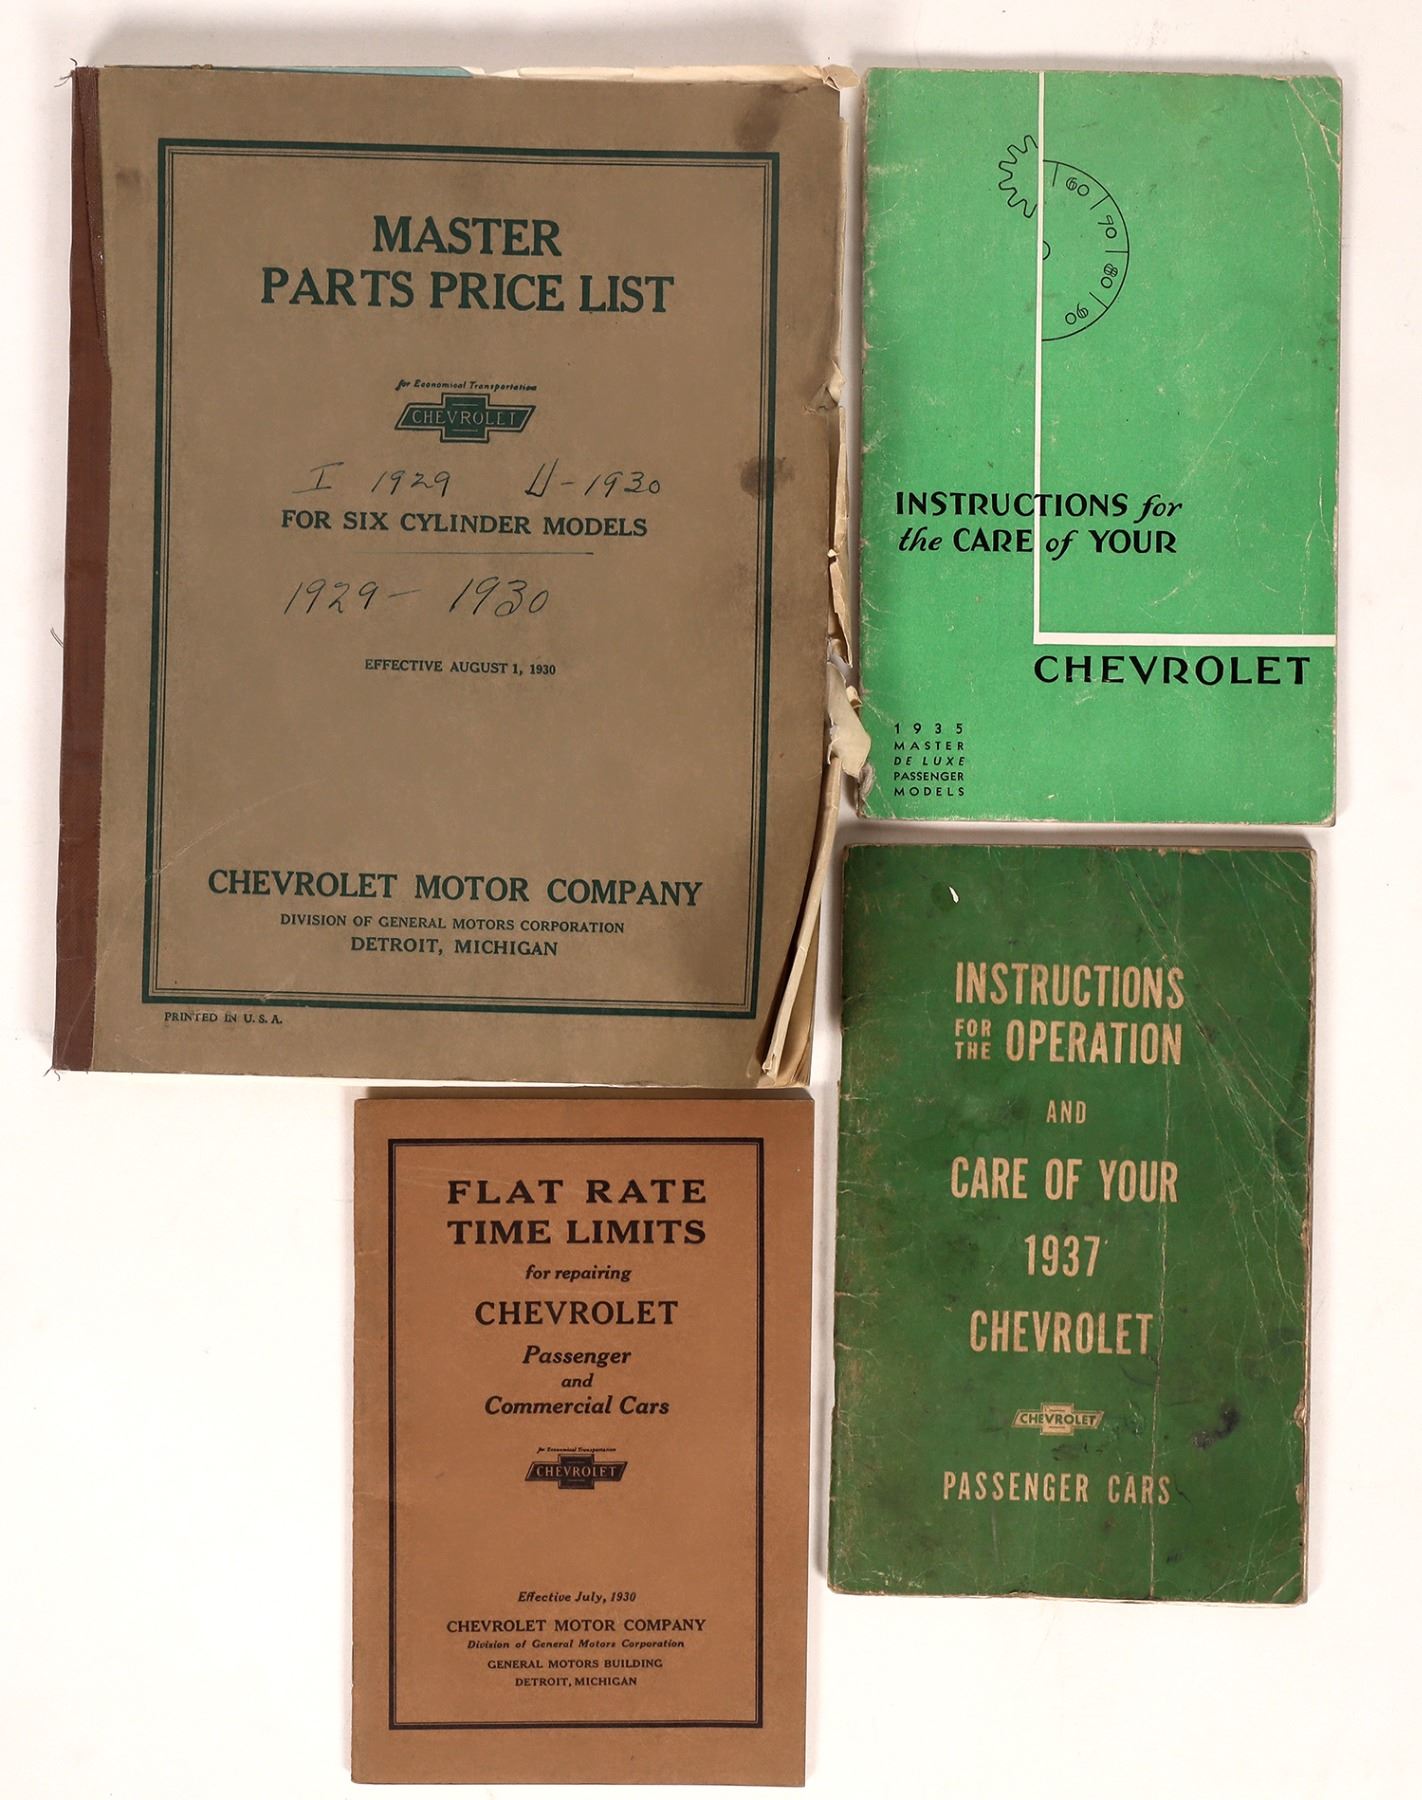 MASTER
PARTS PRICE LIST
for Economical Transportation
CHEVROLET
I 1929 II - 1930
FOR SIX CYLINDER MODELS
1929 - 1930
EFFECTIVE AUGUST 1, 1930
CHEVROLET MOTOR COMPANY
DIVISION OF GENERAL MOTORS CORPORATION
DETROIT, MICHIGAN
PRINTED IN U. S. A.
60
90
INSTRUCTIONS for
the CARE of YOUR
CHEVROLET
1935
MASTER
DE LUXE
PASSENGER
MODELS
FLAT RATE
TIME LIMITS
for repairing
CHEVROLET
Passenger
and
Commercial Cars
for Economical Transportation
CHEVROLET
Effective July, 1930
CHEVROLET MOTOR COMPANY
Division of General Motors Corporation
GENERAL MOTORS BUILDING
DETROIT, MICHIGAN
INSTRUCTIONS
FOR THE OPERATION
AND
CARE OF YOUR
1937
CHEVROLET
CHEVROLET
PASSENGER CARS